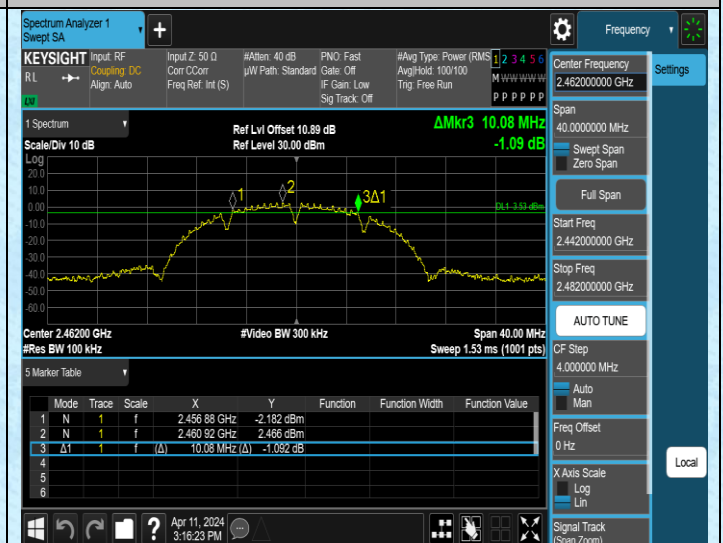 Spectrum Analyzer 1
Swept SA
+
Frequency
KEYSIGHT
R L
LXI
Input: RF
Coupling: DC
Align: Auto
Input Z: 50 Ω
Corr CCorr
Freq Ref: Int (S)
#Atten: 40 dB
µW Path: Standard
PNO: Fast
Gate: Off
IF Gain: Low
Sig Track: Off
#Avg Type: Power (RMS
Avg|Hold: 100/100
Trig: Free Run
1 2 3 4 5 6
M W W W W W
P P P P P P
1 Spectrum
Scale/Div 10 dB
Ref Lvl Offset 10.89 dB
Ref Level 30.00 dBm
ΔMkr3 10.08 MHz
-1.09 dB
Log
20.0
10.0
0.00
-10.0
-20.0
-30.0
-40.0
-50.0
-60.0
1
2
3Δ1
DL1 -3.53 dBm
Center 2.46200 GHz
#Video BW 300 kHz
Span 40.00 MHz
#Res BW 100 kHz
Sweep 1.53 ms (1001 pts)
5 Marker Table
Mode Trace Scale X Y Function Function Width Function Value
1 N 1 f 2.456 88 GHz -2.182 dBm
2 N 1 f 2.460 92 GHz 2.466 dBm
3 Δ1 1 f (Δ) 10.08 MHz (Δ) -1.092 dB
4
5
6
Apr 11, 2024
3:16:23 PM
?
Center Frequency
2.462000000 GHz
Settings
Span
40.0000000 MHz
Swept Span
Zero Span
Full Span
Start Freq
2.442000000 GHz
Stop Freq
2.482000000 GHz
AUTO TUNE
CF Step
4.000000 MHz
Auto
Man
Freq Offset
0 Hz
Local
X Axis Scale
Log
Lin
Signal Track
(Span Zoom)